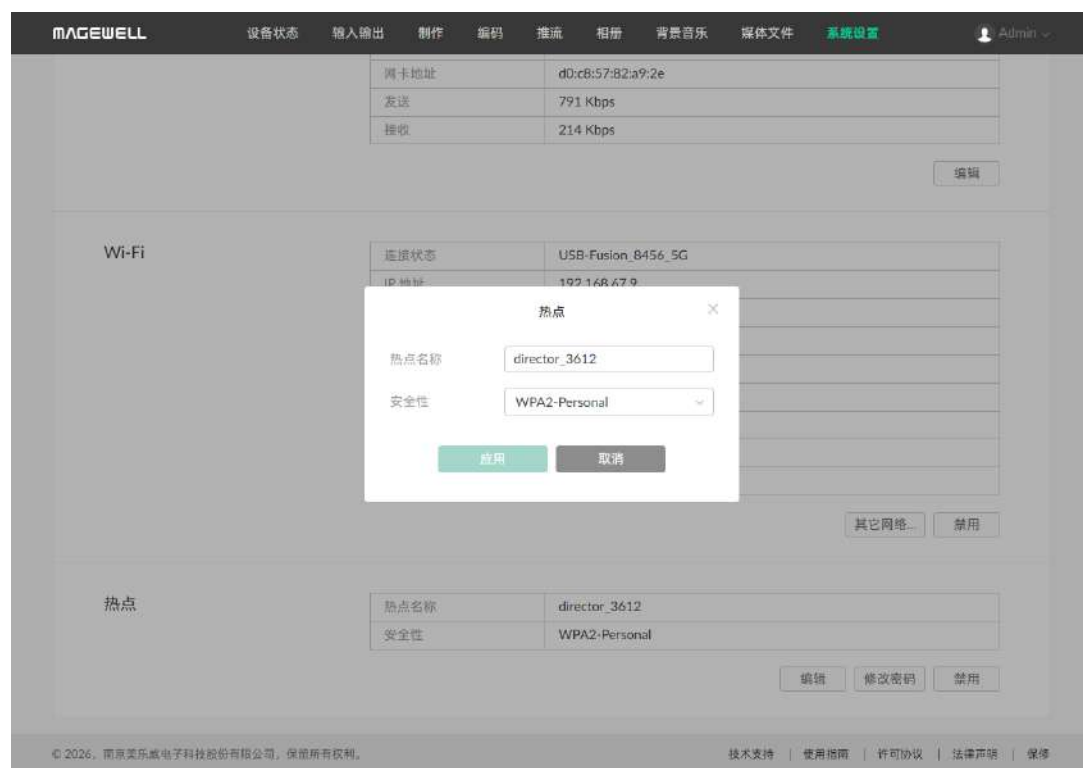 MAGEWELL 设备状态 输入输出 制作 编码 推流 相册 背景音乐 媒体文件 系统设置 Admin
网卡地址 d0:c8:57:82:a9:2e
发送 791 Kbps
接收 214 Kbps
编辑
Wi-Fi 连接状态 USB-Fusion_8456_5G
IP 地址 192.168.67.9
热点
热点名称 director_3612
安全性 WPA2-Personal
应用 取消
其它网络... 禁用
热点 热点名称 director_3612
安全性 WPA2-Personal
编辑 修改密码 禁用
© 2026，南京美乐威电子科技股份有限公司，保留所有权利。 技术支持 | 使用指南 | 许可协议 | 法律声明 | 保修